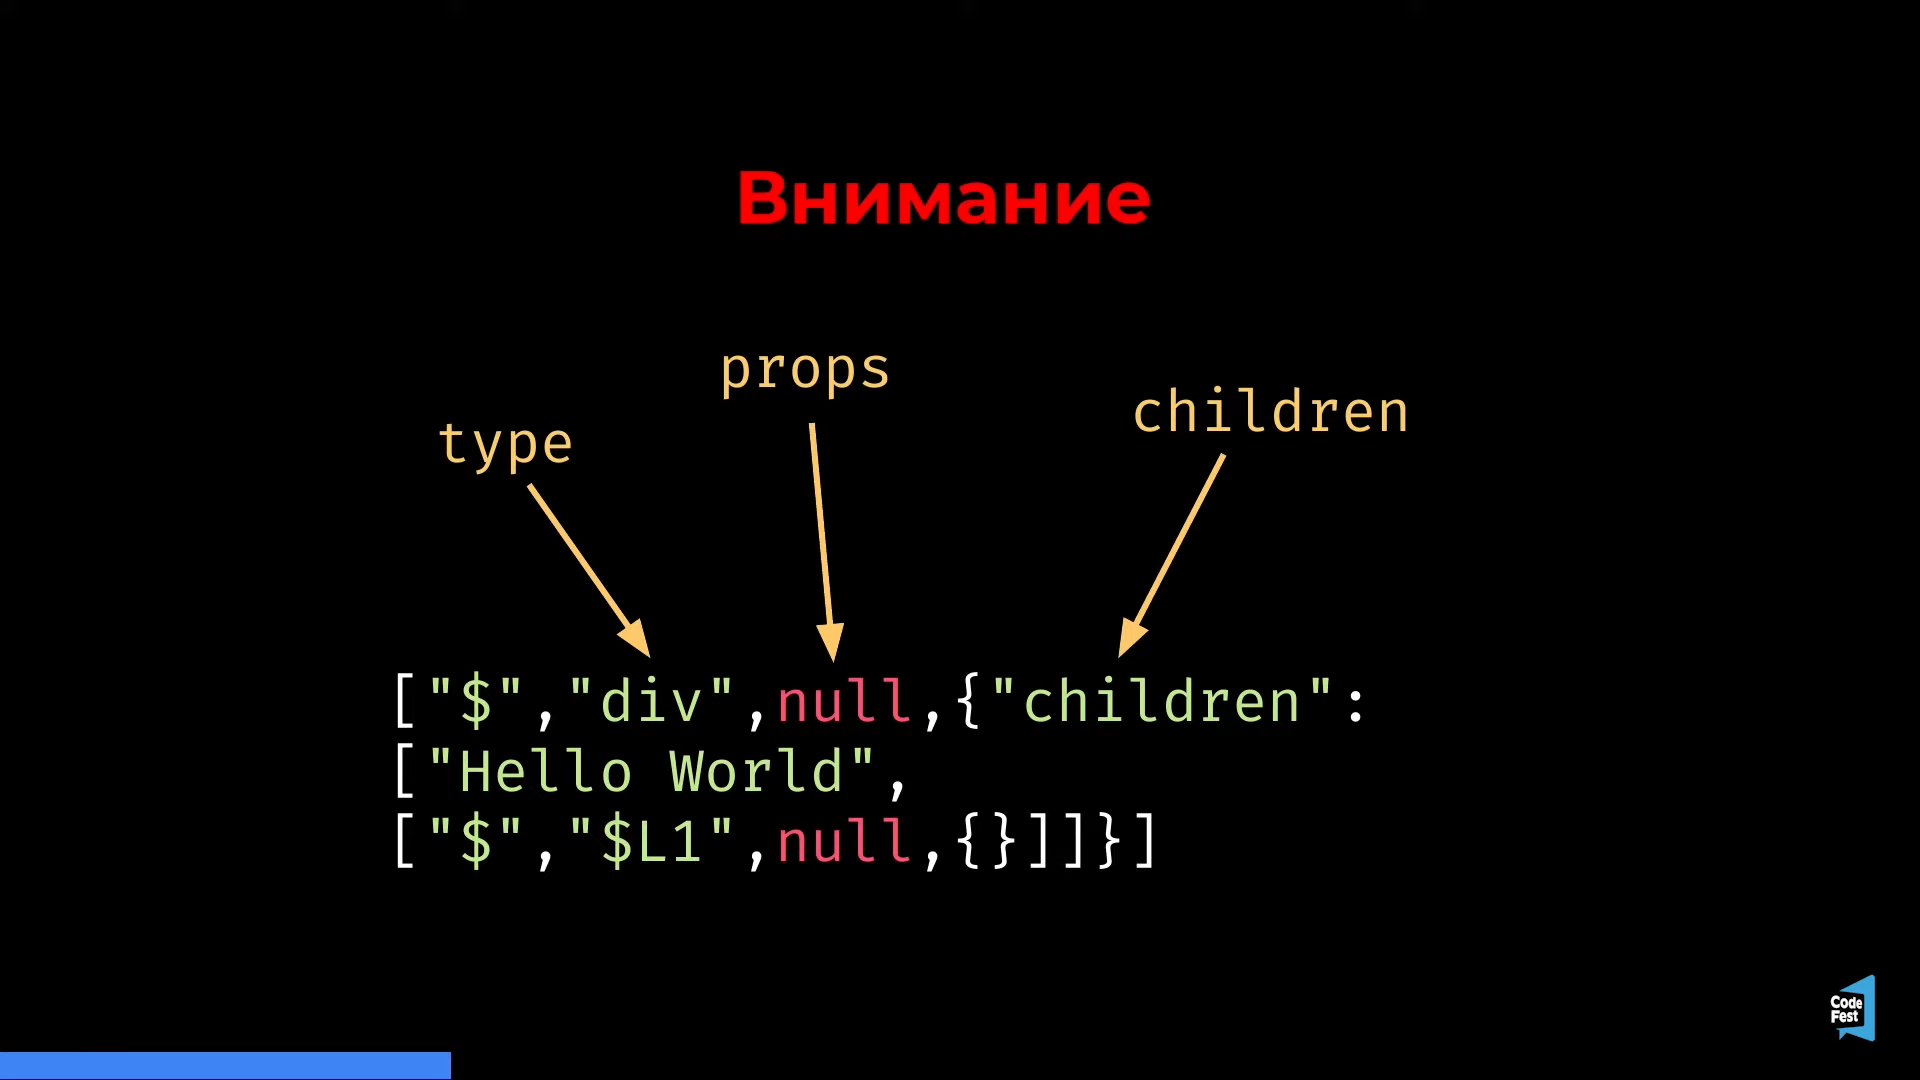 Внимание
props
children
type
["$","div",null,{"children":
["Hello World",
["$","$L1",null,{}]]}]
Code
Fest